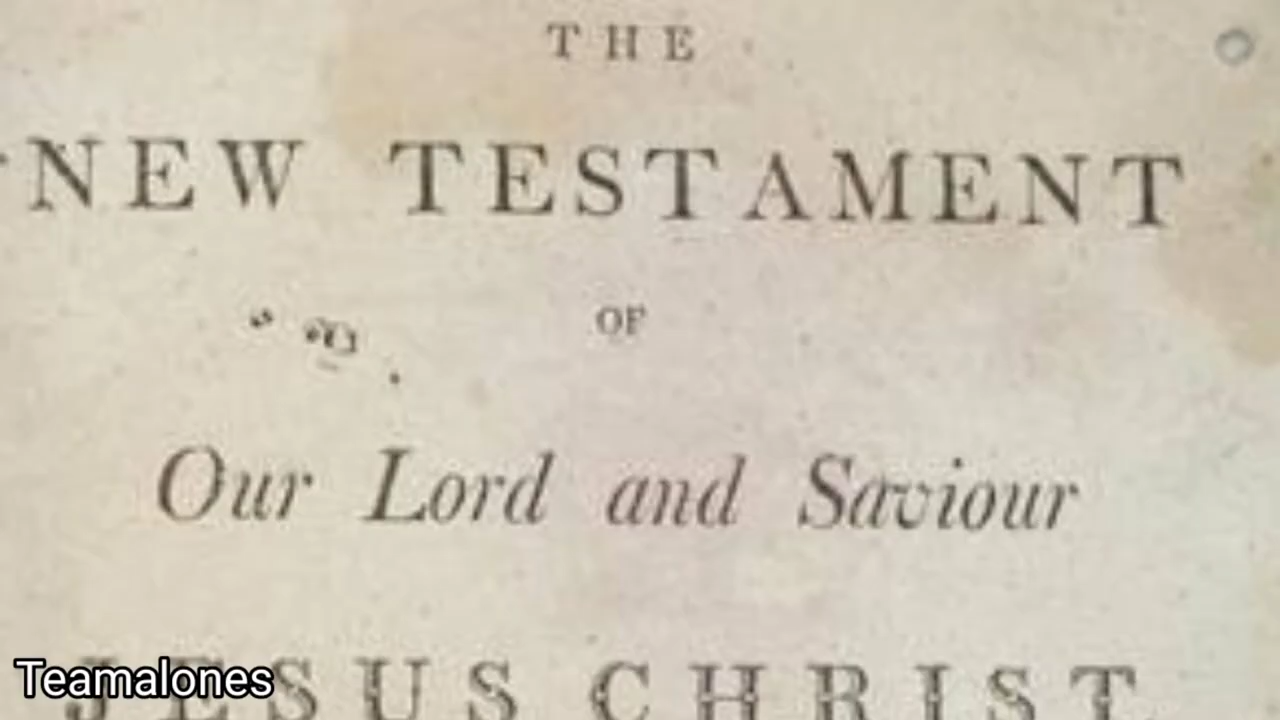 THE
NEW TESTAMENT
OF
Our Lord and Saviour
JESUS CHRIST
Teamalones